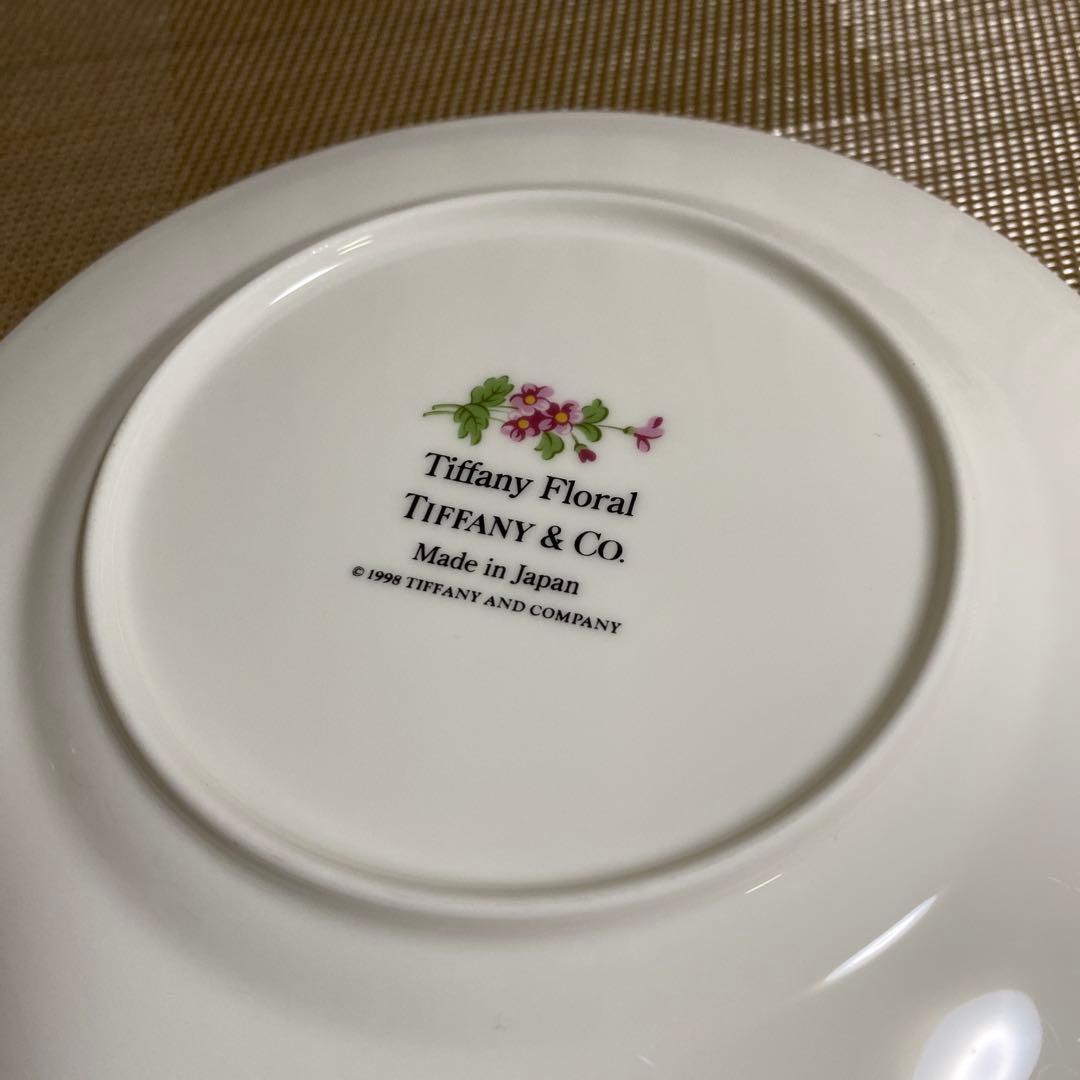 Tiffany Floral
TIFFANY & CO.
Made in Japan
© 1998 TIFFANY AND COMPANY